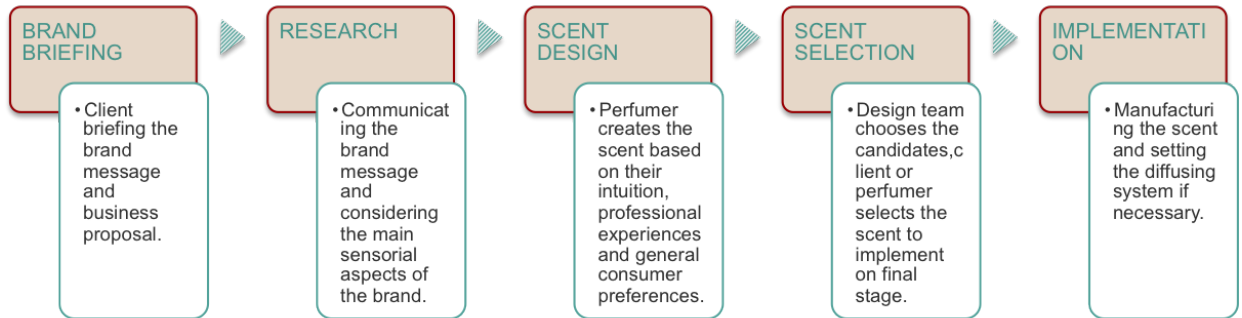 BRAND
BRIEFING
• Client
briefing the
brand
message
and
business
proposal.
RESEARCH
• Communicat
ing the
brand
message
and
considering
the main
sensorial
aspects of
the brand.
SCENT
DESIGN
• Perfumer
creates the
scent based
on their
intuition,
professional
experiences
and general
consumer
preferences.
SCENT
SELECTION
• Design team
chooses the
candidates,c
lient or
perfumer
selects the
scent to
implement
on final
stage.
IMPLEMENTATI
ON
• Manufacturi
ng the scent
and setting
the diffusing
system if
necessary.